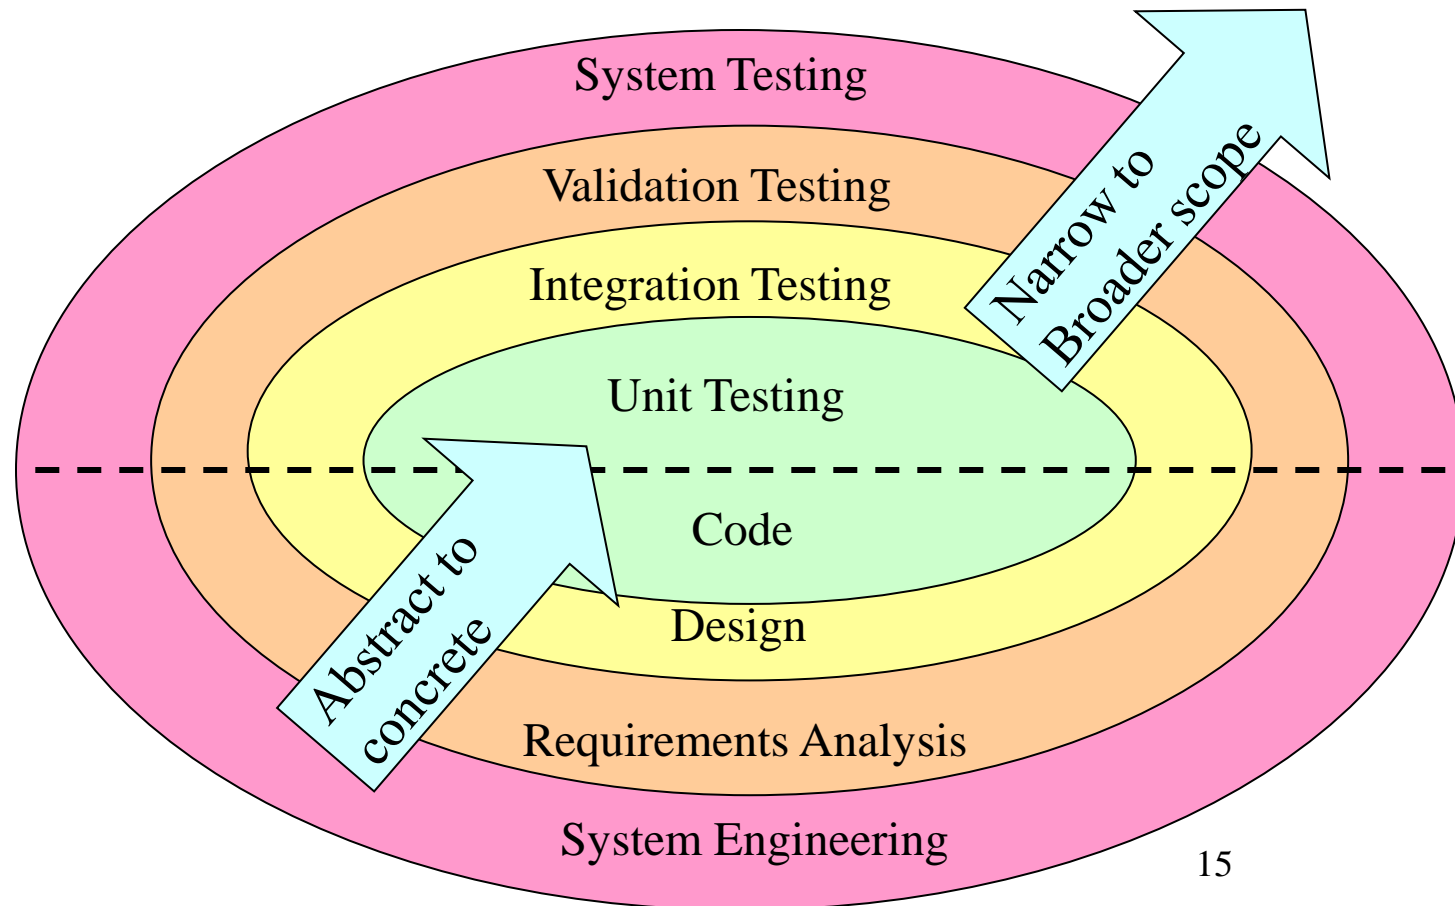 System Testing
Validation Testing
Integration Testing
Unit Testing
Narrow to
Broader scope
Code
Design
Requirements Analysis
System Engineering
Abstract to
concrete
15